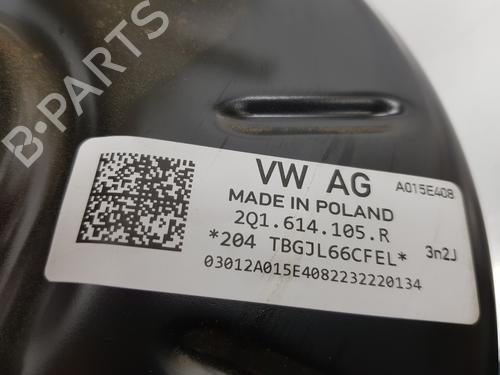 B-PARTS
VW AG
A015E408
MADE IN POLAND
2Q1.614.105.R
*204 TBGJL66CFEL*
3n2J
03012A015E4082232220134